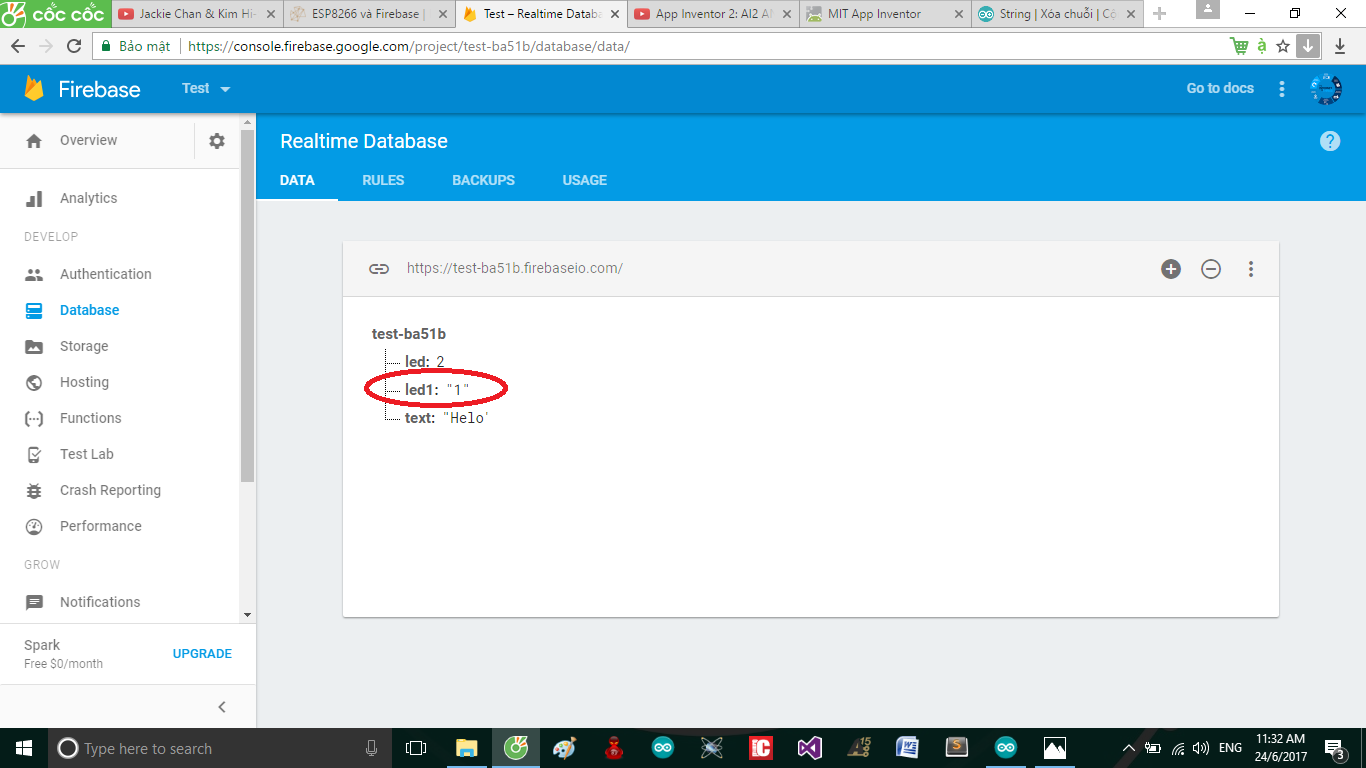 cốc cốc
Jackie Chan & Kim Hi-
ESP8266 và Firebase |
Test – Realtime Databa
App Inventor 2: AI2 A
MIT App Inventor
String | Xóa chuỗi | Cộ
Bảo mật
https://console.firebase.google.com/project/test-ba51b/database/data/
Firebase
Test
Go to docs
Overview
Realtime Database
?
DATA
RULES
BACKUPS
USAGE
Analytics
DEVELOP
Authentication
Database
Storage
Hosting
Functions
Test Lab
Crash Reporting
Performance
GROW
Notifications
https://test-ba51b.firebaseio.com/
test-ba51b
led: 2
led1: "1"
text: "Helo'
Spark
Free $0/month
UPGRADE
Type here to search
ENG
11:32 AM
24/6/2017
3